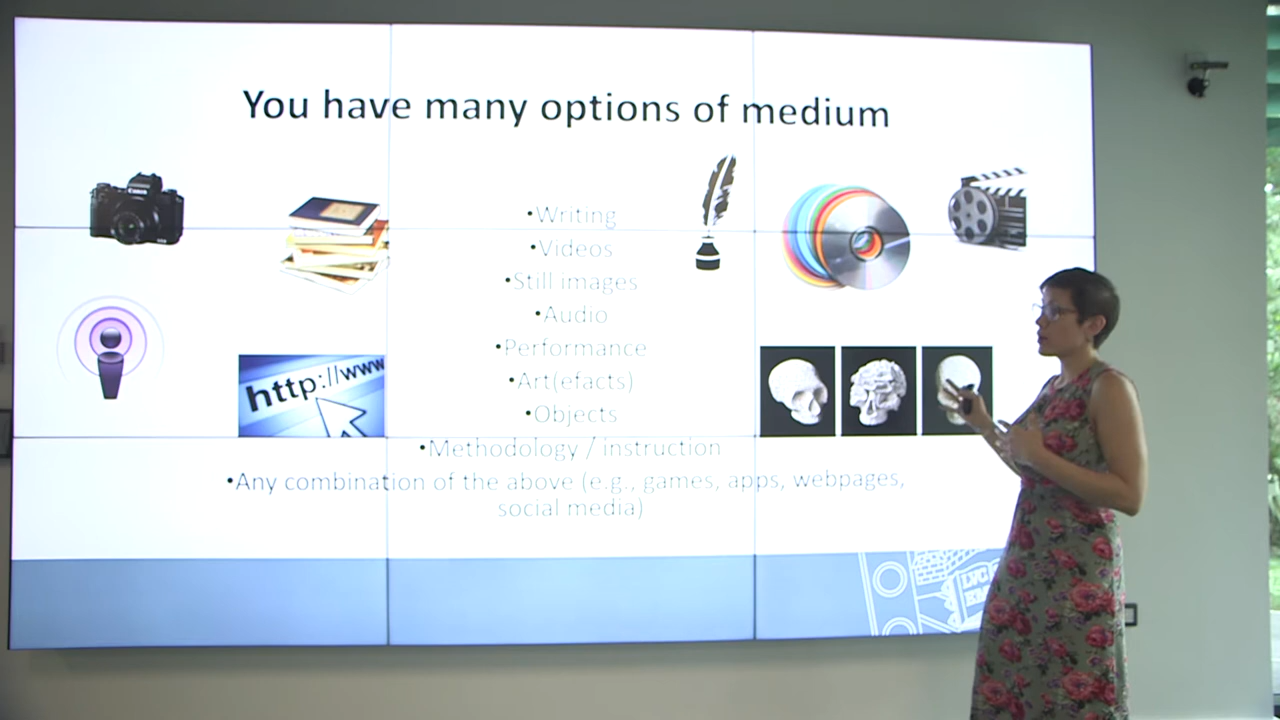 You have many options of medium
Canon
•Writing
•Videos
•Still images
•Audio
•Performance
http://www
•Art(efacts)
•Objects
•Methodology / instruction
•Any combination of the above (e.g., games, apps, webpages,
social media)